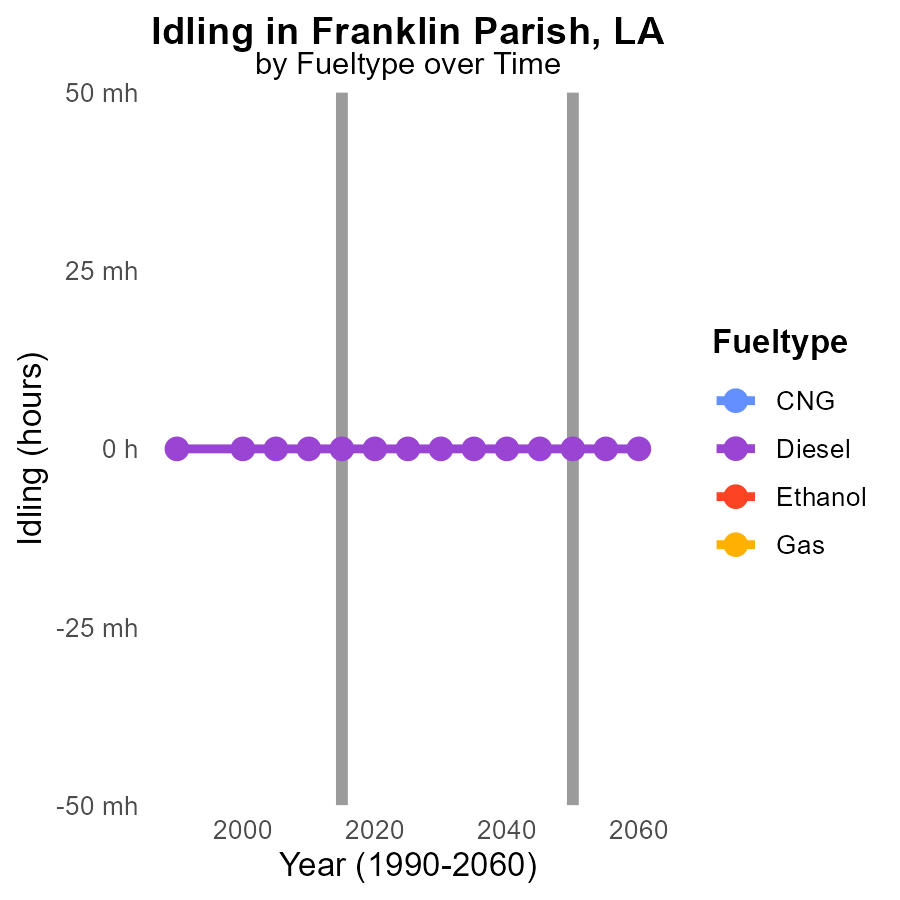 Idling in Franklin Parish, LA
by Fueltype over Time
50 mh
25 mh
0 h
-25 mh
-50 mh
Idling (hours)
2000
2020
2040
2060
Year (1990-2060)
Fueltype
CNG
Diesel
Ethanol
Gas